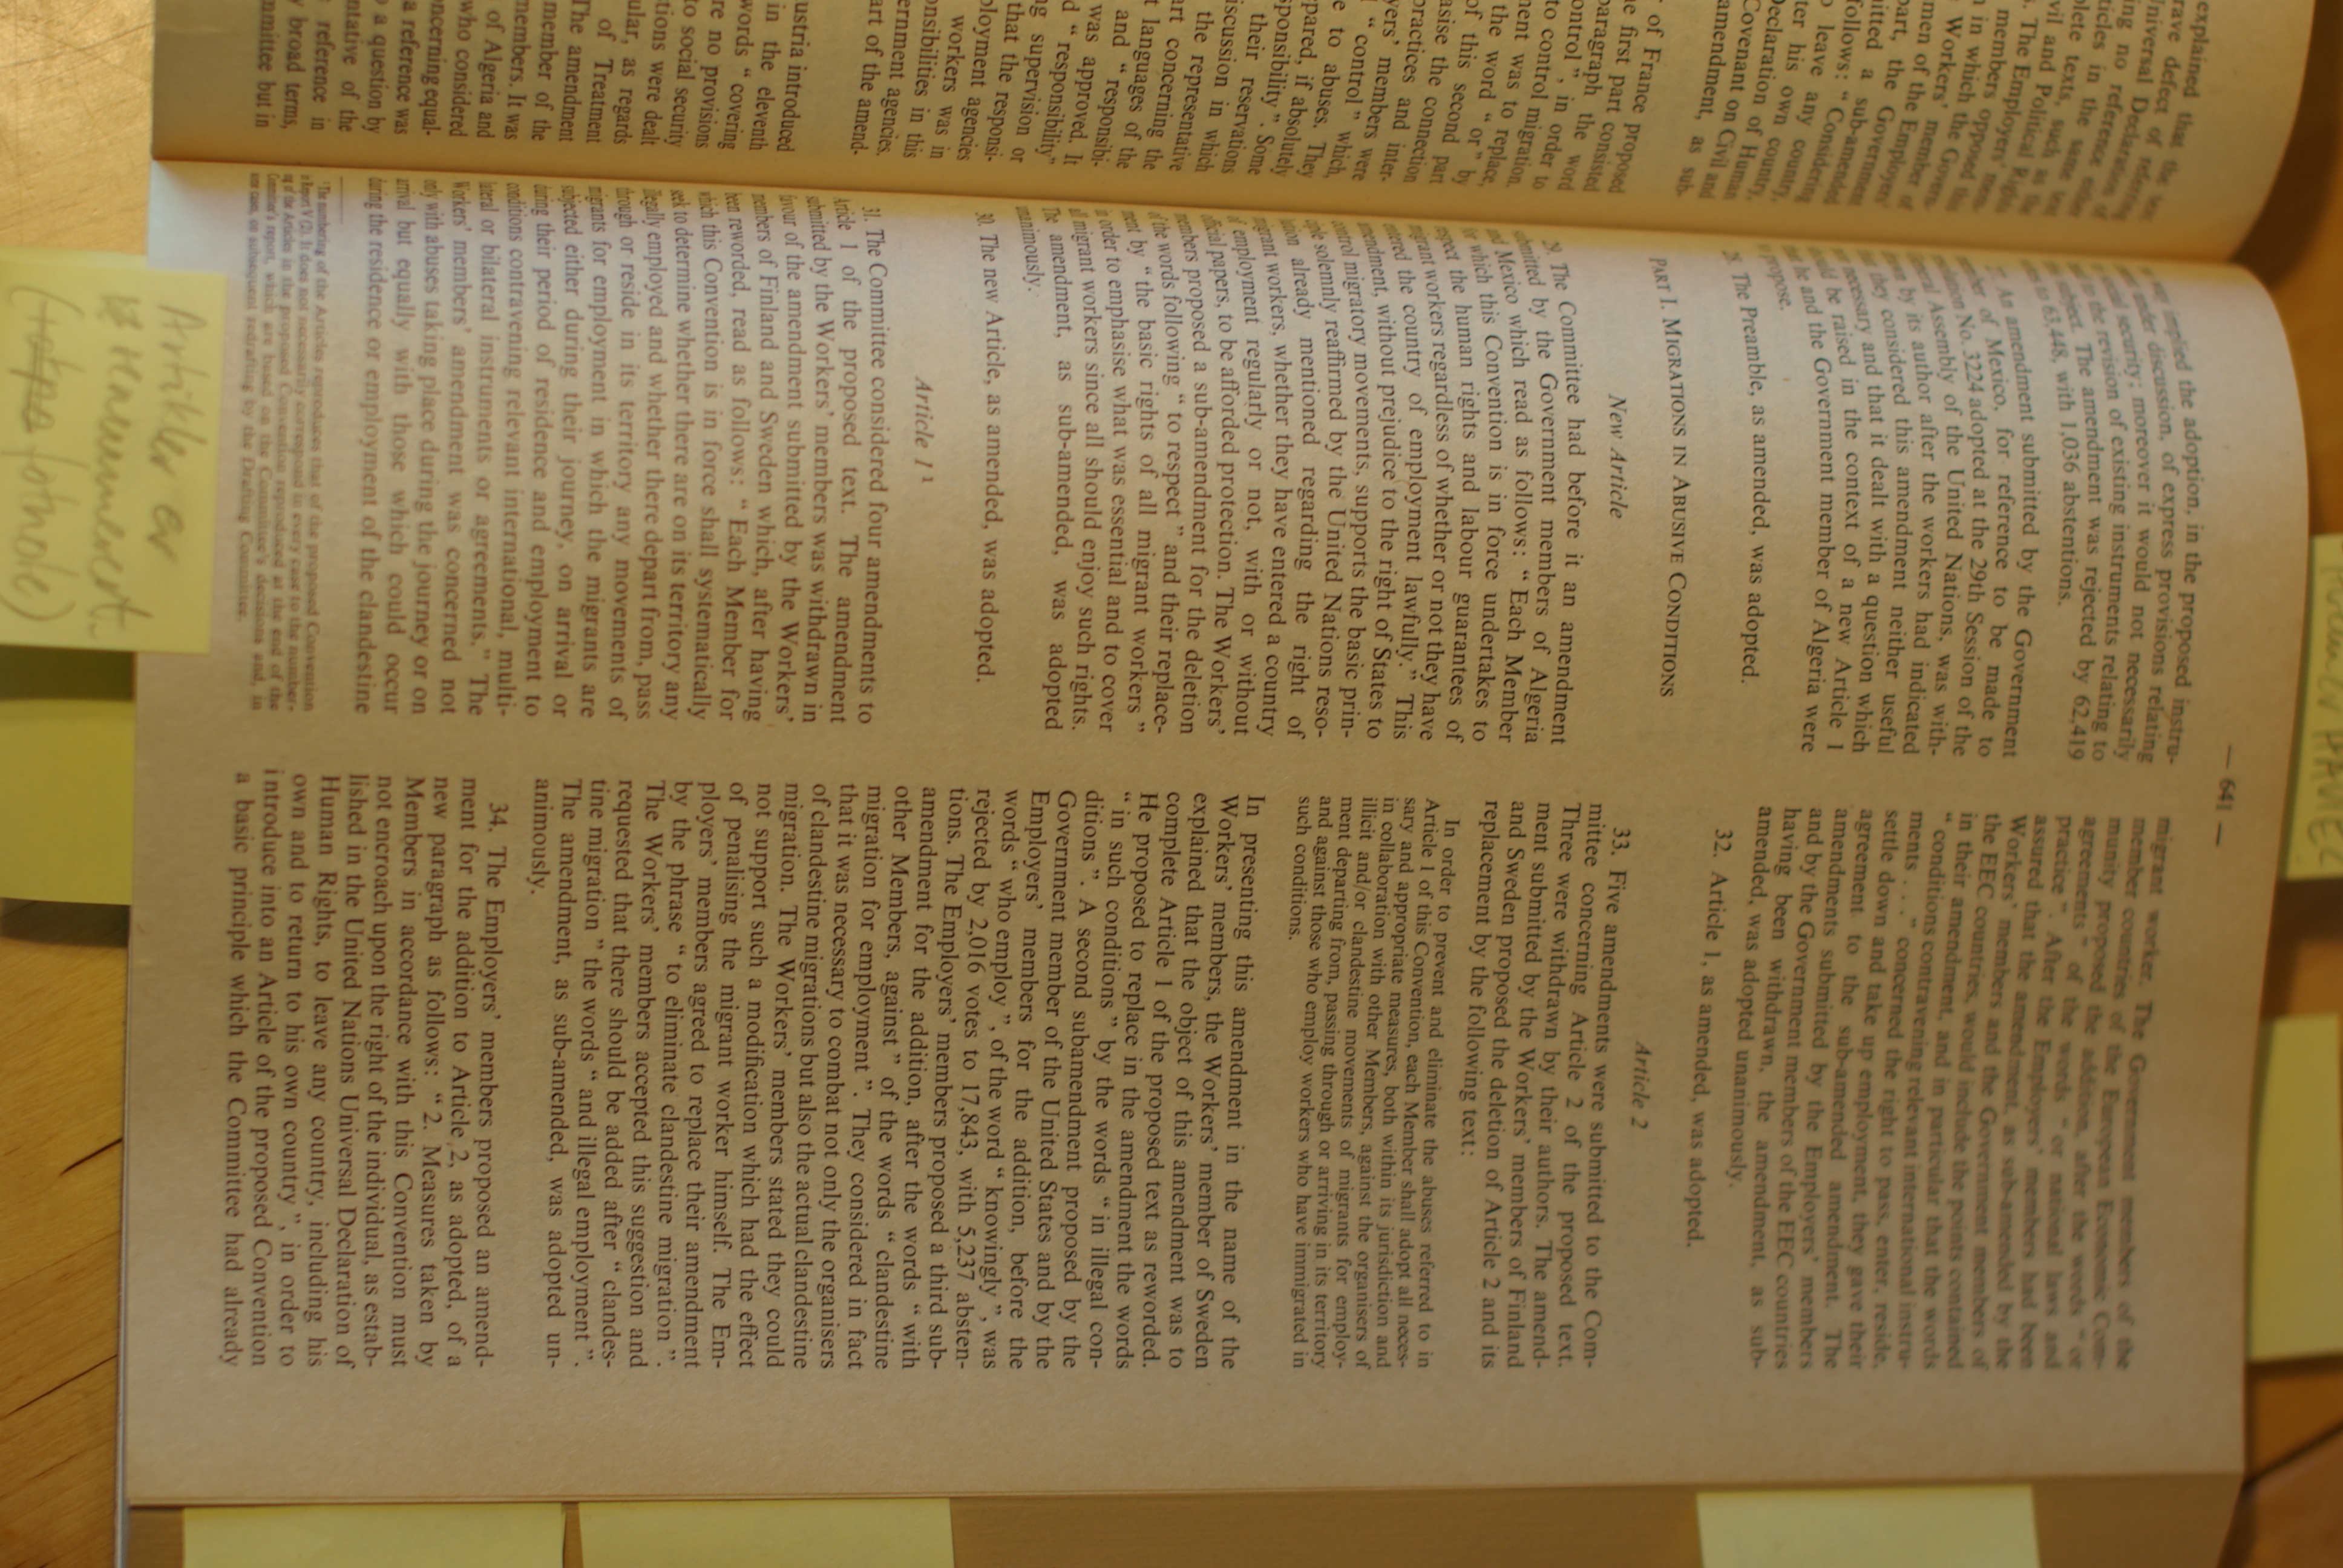 HAUEL
explained that the text
rave defect of referring
Universal Declaration of
ing no reference either
ticles in the same text
plete texts, such as the
vil and Political Rights
. The Employers' mem-
members opposed this
n in which the Govern-
Workers' member of
men of the Employers'
part, the Government
itted a sub-amended
follows: “ Considering
o leave any country,
ter his own country,
Declaration of Human
Covenant on Civil and
amendment, as sub-
of France proposed
he first part consisted
paragraph the word
ontrol ”, in order to
to control migration.
ment was to replace,
the word “ or ” by
of this second part
asise the connection
practices and inter-
yers' members were
“ control ” which,
e to abuses. They
pared, if absolutely
sponsibility ”. Some
their reservations
iscussion in which
the representative
art concerning the
t languages of the
and “ responsibi-
was approved. It
d “ responsibility”
ng supervision or
that the responsi-
ployment agencies
workers was in
onsibilities in this
ernment agencies.
art of the amend-
ustria introduced
in the eleventh
words “ covering
re no provisions
to social security
tions were dealt
ular, as regards
of Treatment
The amendment
member of the
members. It was
of Algeria and
who considered
oncerning equal-
a reference was
o a question by
ntative of the
reference in
y broad terms,
mmittee but in
— 641 —
way implied the adoption, in the proposed instru-
ment under discussion, of express provisions relating
social security; moreover it would not necessarily
to the revision of existing instruments relating to
subject. The amendment was rejected by 62,419
votes to 63,448, with 1,036 abstentions.
An amendment submitted by the Government
member of Mexico, for reference to be made to
Resolution No. 3224 adopted at the 29th Session of the
General Assembly of the United Nations, was with-
drawn by its author after the workers had indicated
that they considered this amendment neither useful
nor necessary and that it dealt with a question which
should be raised in the context of a new Article 1
that he and the Government member of Algeria were
to propose.
28. The Preamble, as amended, was adopted.
PART I. MIGRATIONS IN ABUSIVE CONDITIONS
New Article
29. The Committee had before it an amendment
submitted by the Government members of Algeria
and Mexico which read as follows: “ Each Member
for which this Convention is in force undertakes to
respect the human rights and labour guarantees of
migrant workers regardless of whether or not they have
entered the country of employment lawfully.” This
amendment, without prejudice to the right of States to
control migratory movements, supports the basic prin-
ciple solemnly reaffirmed by the United Nations reso-
lution already mentioned regarding the right of
migrant workers, whether they have entered a country
of employment regularly or not, with or without
official papers, to be afforded protection. The Workers'
members proposed a sub-amendment for the deletion
of the words following “ to respect ” and their replace-
ment by “ the basic rights of all migrant workers ”
in order to emphasise what was essential and to cover
all migrant workers since all should enjoy such rights.
The amendment, as sub-amended, was adopted
unanimously.
30. The new Article, as amended, was adopted.
Article 1 ¹
31. The Committee considered four amendments to
Article 1 of the proposed text. The amendment
submitted by the Workers' members was withdrawn in
favour of the amendment submitted by the Workers'
members of Finland and Sweden which, after having
been reworded, read as follows: “ Each Member for
which this Convention is in force shall systematically
seek to determine whether there are on its territory any
illegally employed and whether there depart from, pass
through or reside in its territory any movements of
migrants for employment in which the migrants are
subjected either during their journey, on arrival or
during their period of residence and employment to
conditions contravening relevant international, multi-
lateral or bilateral instruments or agreements.” The
Workers' members' amendment was concerned not
only with abuses taking place during the journey or on
arrival but equally with those which could occur
during the residence or employment of the clandestine
¹ The numbering of the Articles reproduces that of the proposed Convention
in Report V (2). It does not necessarily correspond in every case to the number-
ing of the Articles in the proposed Convention reproduced at the end of the
Committee's report, which are based on the Committee's decisions and, in
some cases, on subsequent redrafting by the Drafting Committee.
migrant worker. The Government members of the
member countries of the European Economic Com-
munity proposed the addition, after the words “ or
agreements ” of the words “ or national laws and
practice ”. After the Employers' members had been
assured that the amendment, as sub-amended by the
Workers' members and the Government members of
the EEC countries, would include the points contained
in their amendment, and in particular that the words
“ conditions contravening relevant international instru-
ments . . .” concerned the right to pass, enter, reside,
settle down and take up employment, they gave their
agreement to the sub-amended amendment. The
amendments submitted by the Employers' members
and by the Government members of the EEC countries
having been withdrawn, the amendment, as sub-
amended, was adopted unanimously.
32. Article 1, as amended, was adopted.
Article 2
33. Five amendments were submitted to the Com-
mittee concerning Article 2 of the proposed text.
Three were withdrawn by their authors. The amend-
ment submitted by the Workers' members of Finland
and Sweden proposed the deletion of Article 2 and its
replacement by the following text:
In order to prevent and eliminate the abuses referred to in
Article 1 of this Convention, each Member shall adopt all neces-
sary and appropriate measures, both within its jurisdiction and
in collaboration with other Members, against the organisers of
illicit and/or clandestine movements of migrants for employ-
ment departing from, passing through or arriving in its territory
and against those who employ workers who have immigrated in
such conditions.
In presenting this amendment in the name of the
Workers' members, the Workers' member of Sweden
explained that the object of this amendment was to
complete Article 1 of the proposed text as reworded.
He proposed to replace in the amendment the words
“ in such conditions ” by the words “ in illegal con-
ditions ”. A second subamendment proposed by the
Government member of the United States and by the
Employers' members for the addition, before the
words “ who employ ”, of the word “ knowingly ”, was
rejected by 2,016 votes to 17,843, with 5,237 absten-
tions. The Employers' members proposed a third sub-
amendment for the addition, after the words “ with
other Members, against ” of the words “ clandestine
migration for employment ”. They considered in fact
that it was necessary to combat not only the organisers
of clandestine migrations but also the actual clandestine
migration. The Workers' members stated they could
not support such a modification which had the effect
of penalising the migrant worker himself. The Em-
ployers' members agreed to replace their amendment
by the phrase “ to eliminate clandestine migration ”.
The Workers' members accepted this suggestion and
requested that there should be added after “ clandes-
tine migration ” the words “ and illegal employment ”.
The amendment, as sub-amended, was adopted un-
animously.
34. The Employers' members proposed an amend-
ment for the addition to Article 2, as adopted, of a
new paragraph as follows: “ 2. Measures taken by
Members in accordance with this Convention must
not encroach upon the right of the individual, as estab-
lished in the United Nations Universal Declaration of
Human Rights, to leave any country, including his
own and to return to his own country ”, in order to
introduce into an Article of the proposed Convention
a basic principle which the Committee had already
Artikler er
renummerert.
(fotnote)